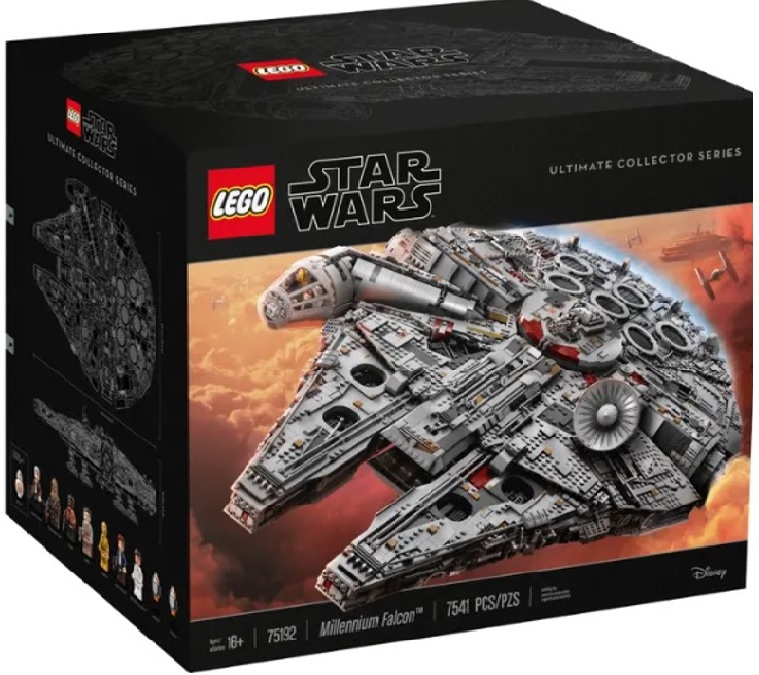 LEGO STAR WARS
ULTIMATE COLLECTOR SERIES
LEGO STAR WARS
ULTIMATE COLLECTOR SERIES
LEGO
STAR
WARS
ULTIMATE COLLECTOR SERIES
Disney
16+ | 75192 | Millennium Falcon™ | 7541 PCS/PZS